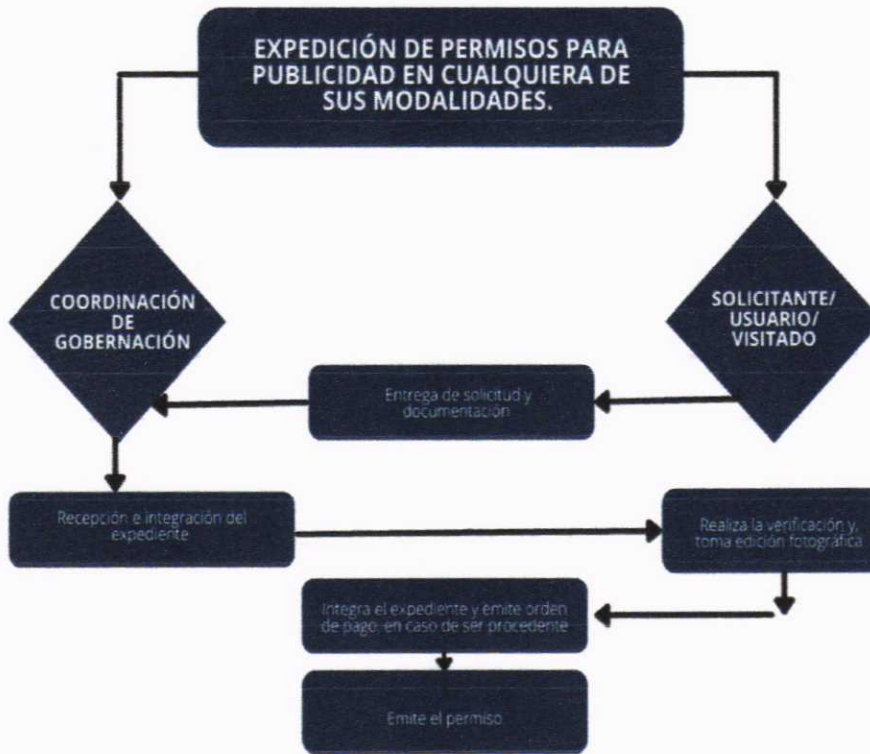 EXPEDICIÓN DE PERMISOS PARA
PUBLICIDAD EN CUALQUIERA DE
SUS MODALIDADES.
COORDINACIÓN
DE
GOBERNACIÓN
SOLICITANTE/
USUARIO/
VISITADO
Entrega de solicitud y
documentación
Recepción e integración del
expediente
Realiza la verificación y,
toma edición fotográfica
Integra el expediente y emite orden
de pago, en caso de ser procedente
Emite el permiso